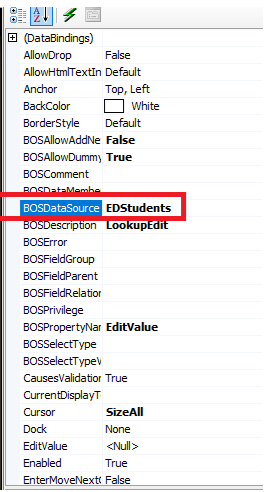 (DataBindings)
AllowDrop False
AllowHtmlTextIn Default
Anchor Top, Left
BackColor White
BorderStyle Default
BOSAllowAddNe False
BOSAllowDummy True
BOSComment
BOSDataMembe
BOSDataSource EDStudents
BOSDescription LookupEdit
BOSError
BOSFieldGroup
BOSFieldParent
BOSFieldRelation
BOSPrivilege
BOSPropertyNam EditValue
BOSSelectType
BOSSelectTypeV
CausesValidation True
CurrentDisplayT
Cursor SizeAll
Dock None
EditValue <Null>
Enabled True
EnterMoveNextC False